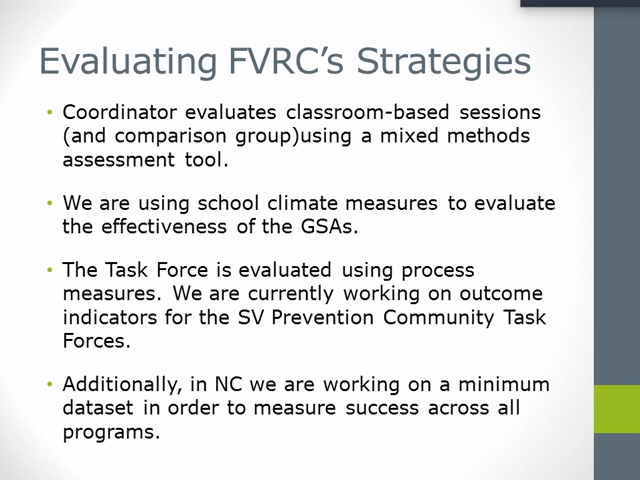 Evaluating FVRC’s Strategies
• Coordinator evaluates classroom-based sessions
(and comparison group)using a mixed methods
assessment tool.
• We are using school climate measures to evaluate
the effectiveness of the GSAs.
• The Task Force is evaluated using process
measures. We are currently working on outcome
indicators for the SV Prevention Community Task
Forces.
• Additionally, in NC we are working on a minimum
dataset in order to measure success across all
programs.